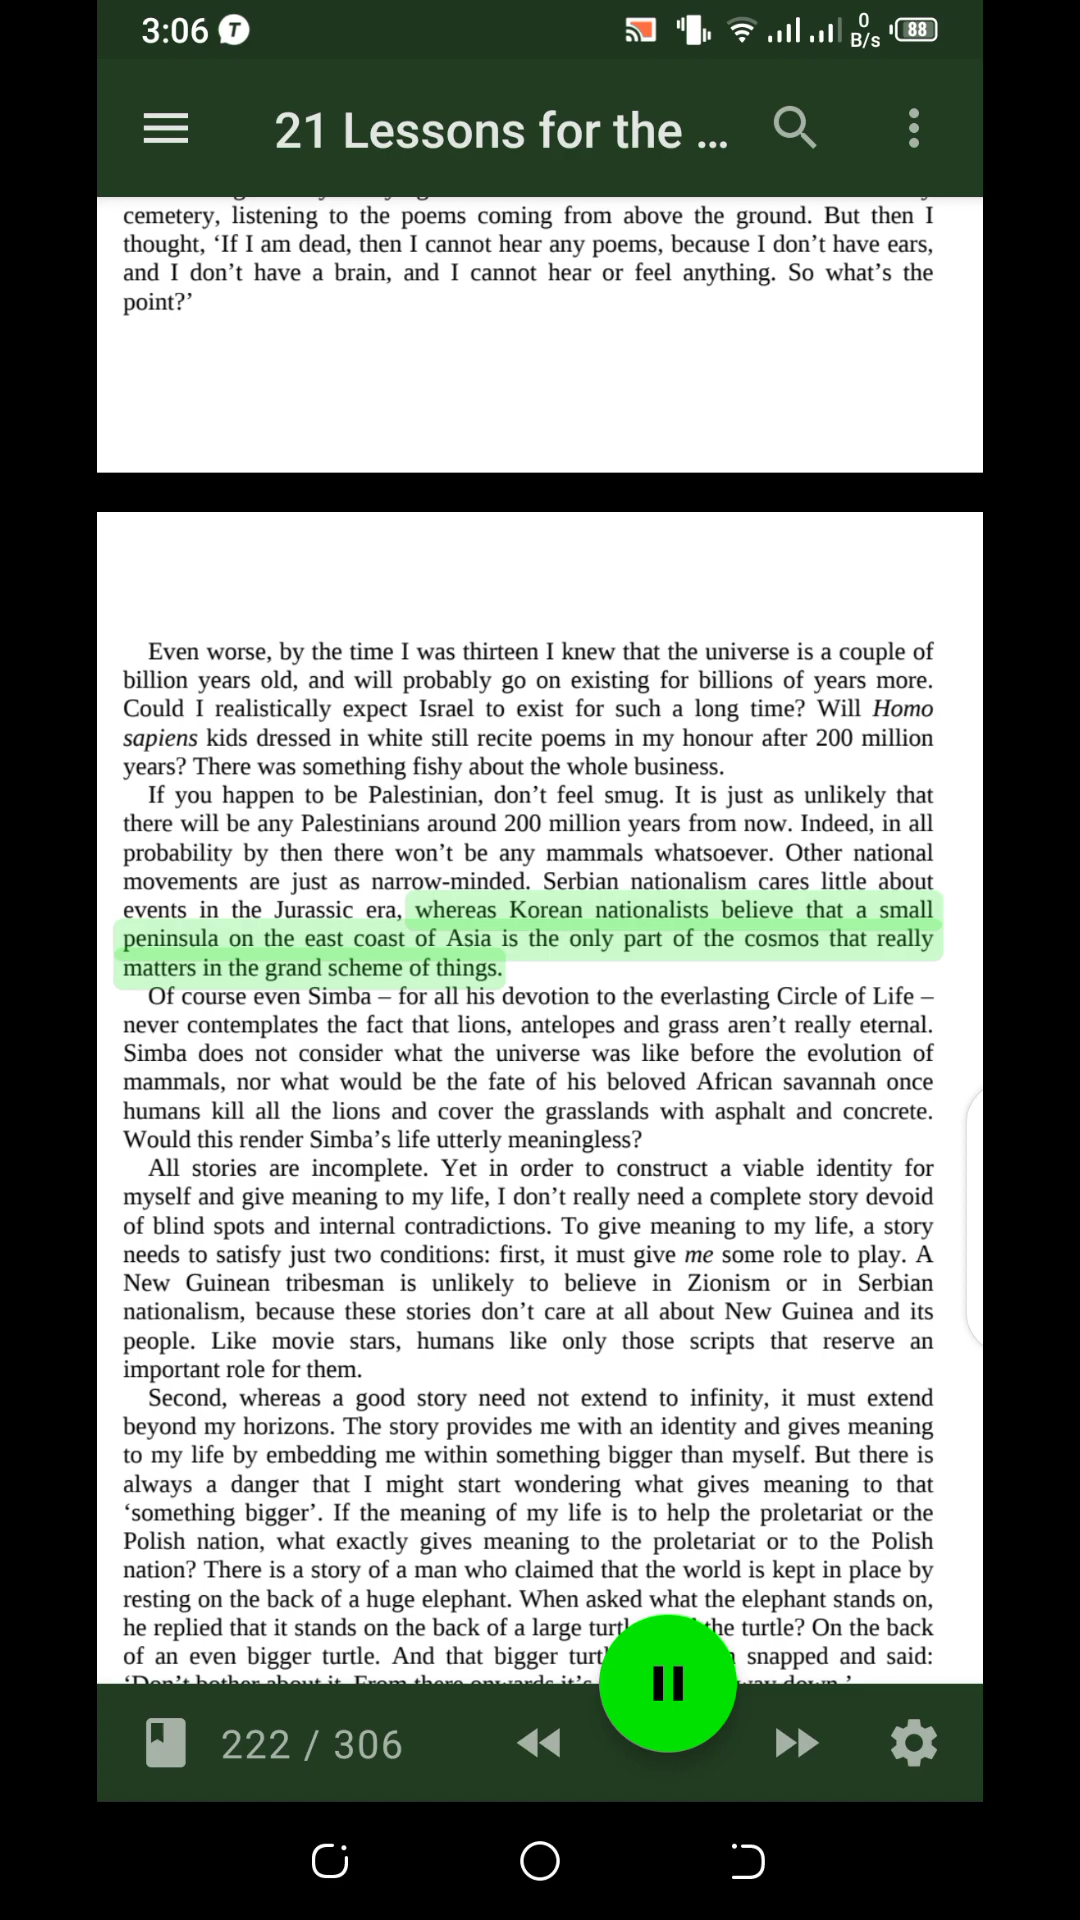 3:06
0
B/s
88
21 Lessons for the ...
cemetery, listening to the poems coming from above the ground. But then I
thought, ‘If I am dead, then I cannot hear any poems, because I don’t have ears,
and I don’t have a brain, and I cannot hear or feel anything. So what’s the
point?’
Even worse, by the time I was thirteen I knew that the universe is a couple of
billion years old, and will probably go on existing for billions of years more.
Could I realistically expect Israel to exist for such a long time? Will Homo
sapiens kids dressed in white still recite poems in my honour after 200 million
years? There was something fishy about the whole business.
If you happen to be Palestinian, don’t feel smug. It is just as unlikely that
there will be any Palestinians around 200 million years from now. Indeed, in all
probability by then there won’t be any mammals whatsoever. Other national
movements are just as narrow-minded. Serbian nationalism cares little about
events in the Jurassic era, whereas Korean nationalists believe that a small
peninsula on the east coast of Asia is the only part of the cosmos that really
matters in the grand scheme of things.
Of course even Simba – for all his devotion to the everlasting Circle of Life –
never contemplates the fact that lions, antelopes and grass aren’t really eternal.
Simba does not consider what the universe was like before the evolution of
mammals, nor what would be the fate of his beloved African savannah once
humans kill all the lions and cover the grasslands with asphalt and concrete.
Would this render Simba’s life utterly meaningless?
All stories are incomplete. Yet in order to construct a viable identity for
myself and give meaning to my life, I don’t really need a complete story devoid
of blind spots and internal contradictions. To give meaning to my life, a story
needs to satisfy just two conditions: first, it must give me some role to play. A
New Guinean tribesman is unlikely to believe in Zionism or in Serbian
nationalism, because these stories don’t care at all about New Guinea and its
people. Like movie stars, humans like only those scripts that reserve an
important role for them.
Second, whereas a good story need not extend to infinity, it must extend
beyond my horizons. The story provides me with an identity and gives meaning
to my life by embedding me within something bigger than myself. But there is
always a danger that I might start wondering what gives meaning to that
‘something bigger’. If the meaning of my life is to help the proletariat or the
Polish nation, what exactly gives meaning to the proletariat or to the Polish
nation? There is a story of a man who claimed that the world is kept in place by
resting on the back of a huge elephant. When asked what the elephant stands on,
he replied that it stands on the back of a large the turtle? On the back
of an even bigger turtle. And that bigger snapped and said:
‘Don’t bother about it. From there onwards it’s way down.’
222 / 306